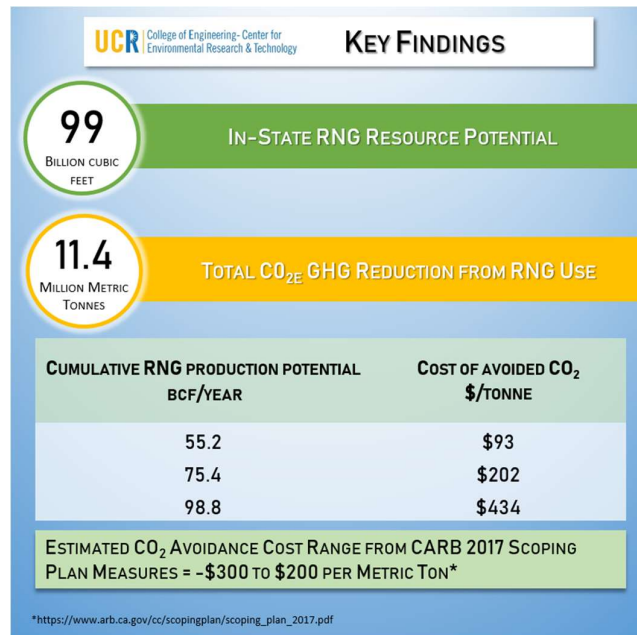 UCR College of Engineering- Center for
Environmental Research & Technology
KEY FINDINGS
99
BILLION CUBIC
FEET
IN-STATE RNG RESOURCE POTENTIAL
11.4
MILLION METRIC
TONNES
TOTAL CO2E GHG REDUCTION FROM RNG USE
CUMULATIVE RNG PRODUCTION POTENTIAL
BCF/YEAR
COST OF AVOIDED CO2
$/TONNE
55.2 $93
75.4 $202
98.8 $434
ESTIMATED CO2 AVOIDANCE COST RANGE FROM CARB 2017 SCOPING
PLAN MEASURES = -$300 TO $200 PER METRIC TON*
*https://www.arb.ca.gov/cc/scopingplan/scoping_plan_2017.pdf